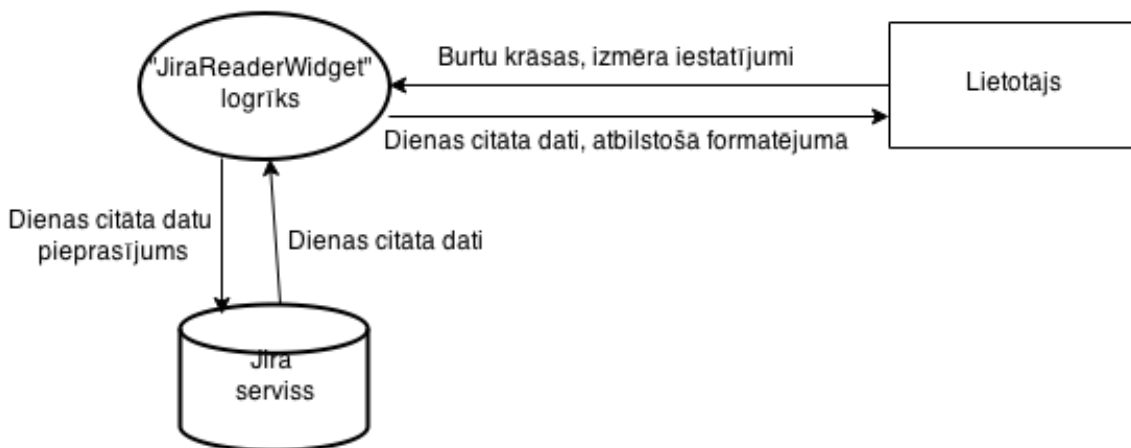 "JiraReaderWidget"
logrīks
Burtu krāsas, izmēra iestatījumi
Lietotājs
Dienas citāta dati, atbilstošā formatējumā
Dienas citāta datu
pieprasījums
Dienas citāta dati
Jira
serviss